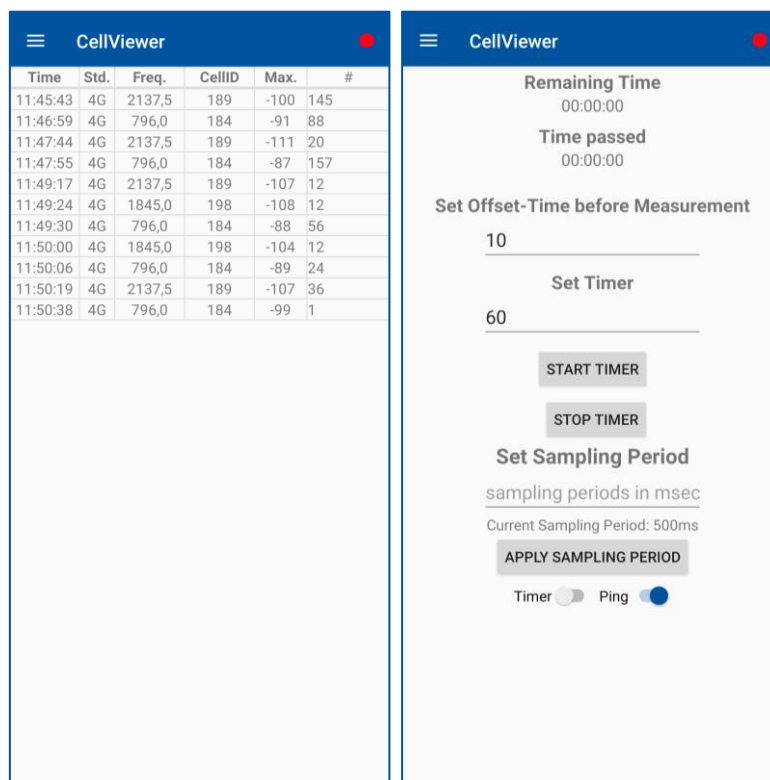 CellViewer
Time Std. Freq. CellID Max. #
11:45:43 4G 2137,5 189 -100 145
11:46:59 4G 796,0 184 -91 88
11:47:44 4G 2137,5 189 -111 20
11:47:55 4G 796,0 184 -87 157
11:49:17 4G 2137,5 189 -107 12
11:49:24 4G 1845,0 198 -108 12
11:49:30 4G 796,0 184 -88 56
11:50:00 4G 1845,0 198 -104 12
11:50:06 4G 796,0 184 -89 24
11:50:19 4G 2137,5 189 -107 36
11:50:38 4G 796,0 184 -99 1
CellViewer
Remaining Time
00:00:00
Time passed
00:00:00
Set Offset-Time before Measurement
10
Set Timer
60
START TIMER
STOP TIMER
Set Sampling Period
sampling periods in msec
Current Sampling Period: 500ms
APPLY SAMPLING PERIOD
Timer Ping